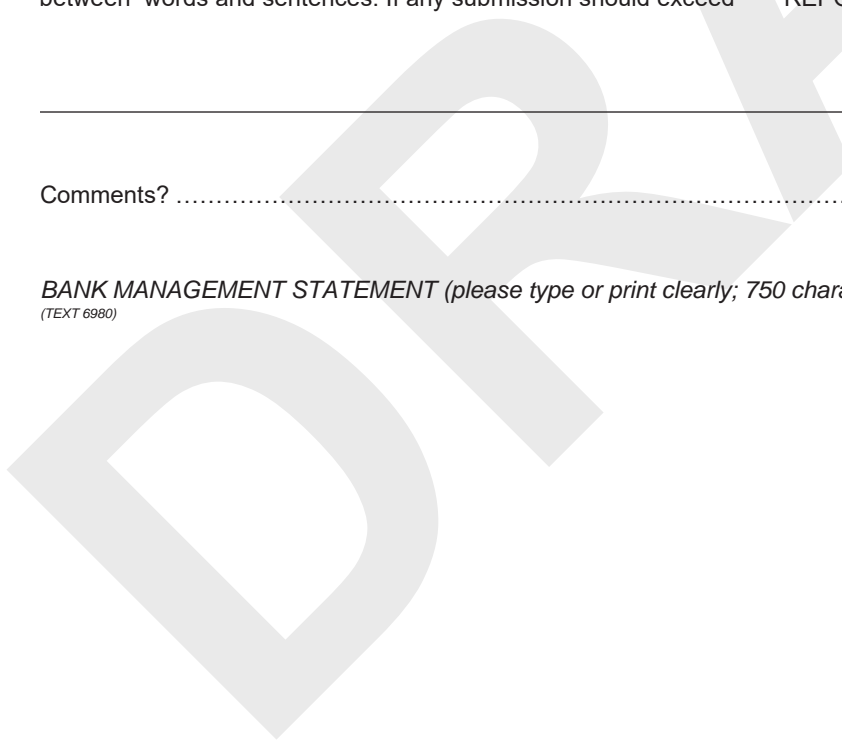 between words and sentences. If any submission should exceed
Comments? ……………………………………………………………………
BANK MANAGEMENT STATEMENT (please type or print clearly; 750
(TEXT 6980)
DRA